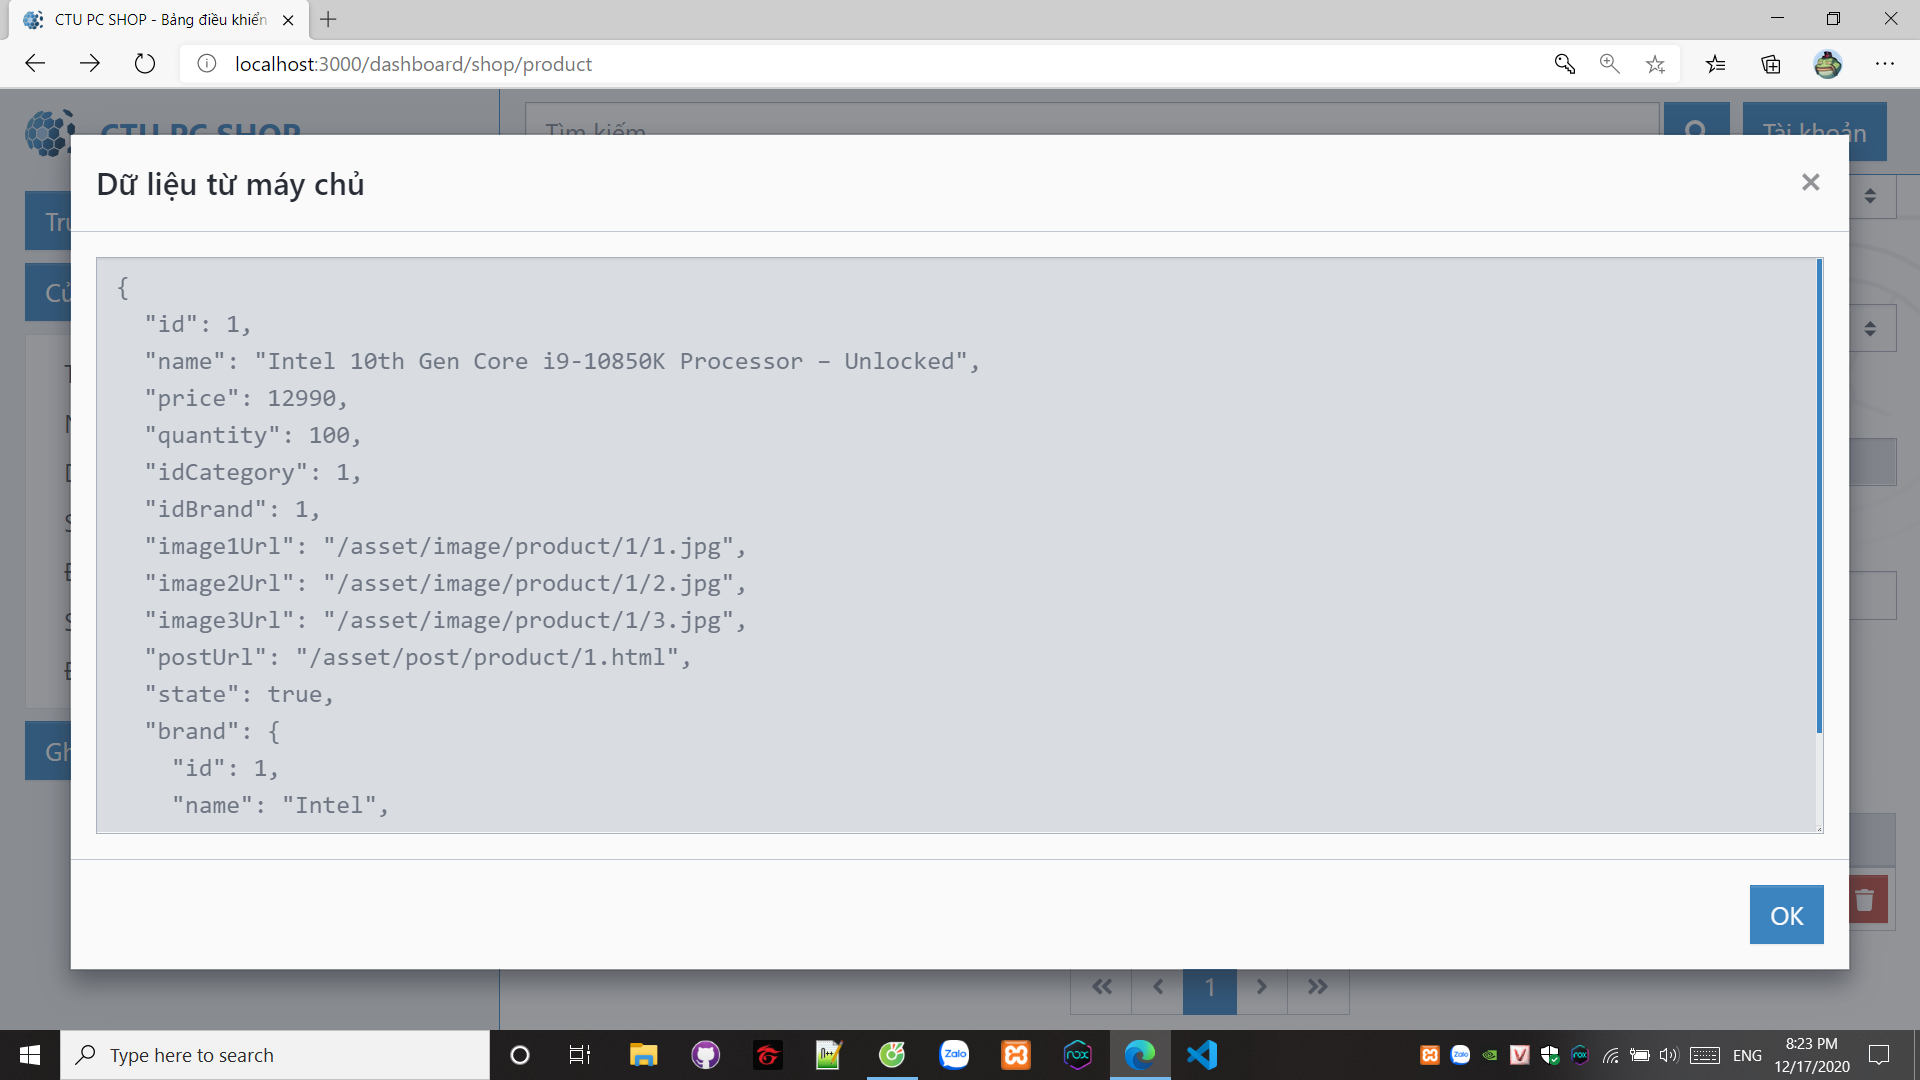 CTU PC SHOP - Bảng điều khiển
localhost:3000/dashboard/shop/product
CTU PC SHOP
Tìm kiếm
Tài khoản
Dữ liệu từ máy chủ
{
"id": 1,
"name": "Intel 10th Gen Core i9-10850K Processor – Unlocked",
"price": 12990,
"quantity": 100,
"idCategory": 1,
"idBrand": 1,
"image1Url": "/asset/image/product/1/1.jpg",
"image2Url": "/asset/image/product/1/2.jpg",
"image3Url": "/asset/image/product/1/3.jpg",
"postUrl": "/asset/post/product/1.html",
"state": true,
"brand": {
"id": 1,
"name": "Intel",
OK
1
Type here to search
Zalo
nox
ENG
8:23 PM
12/17/2020